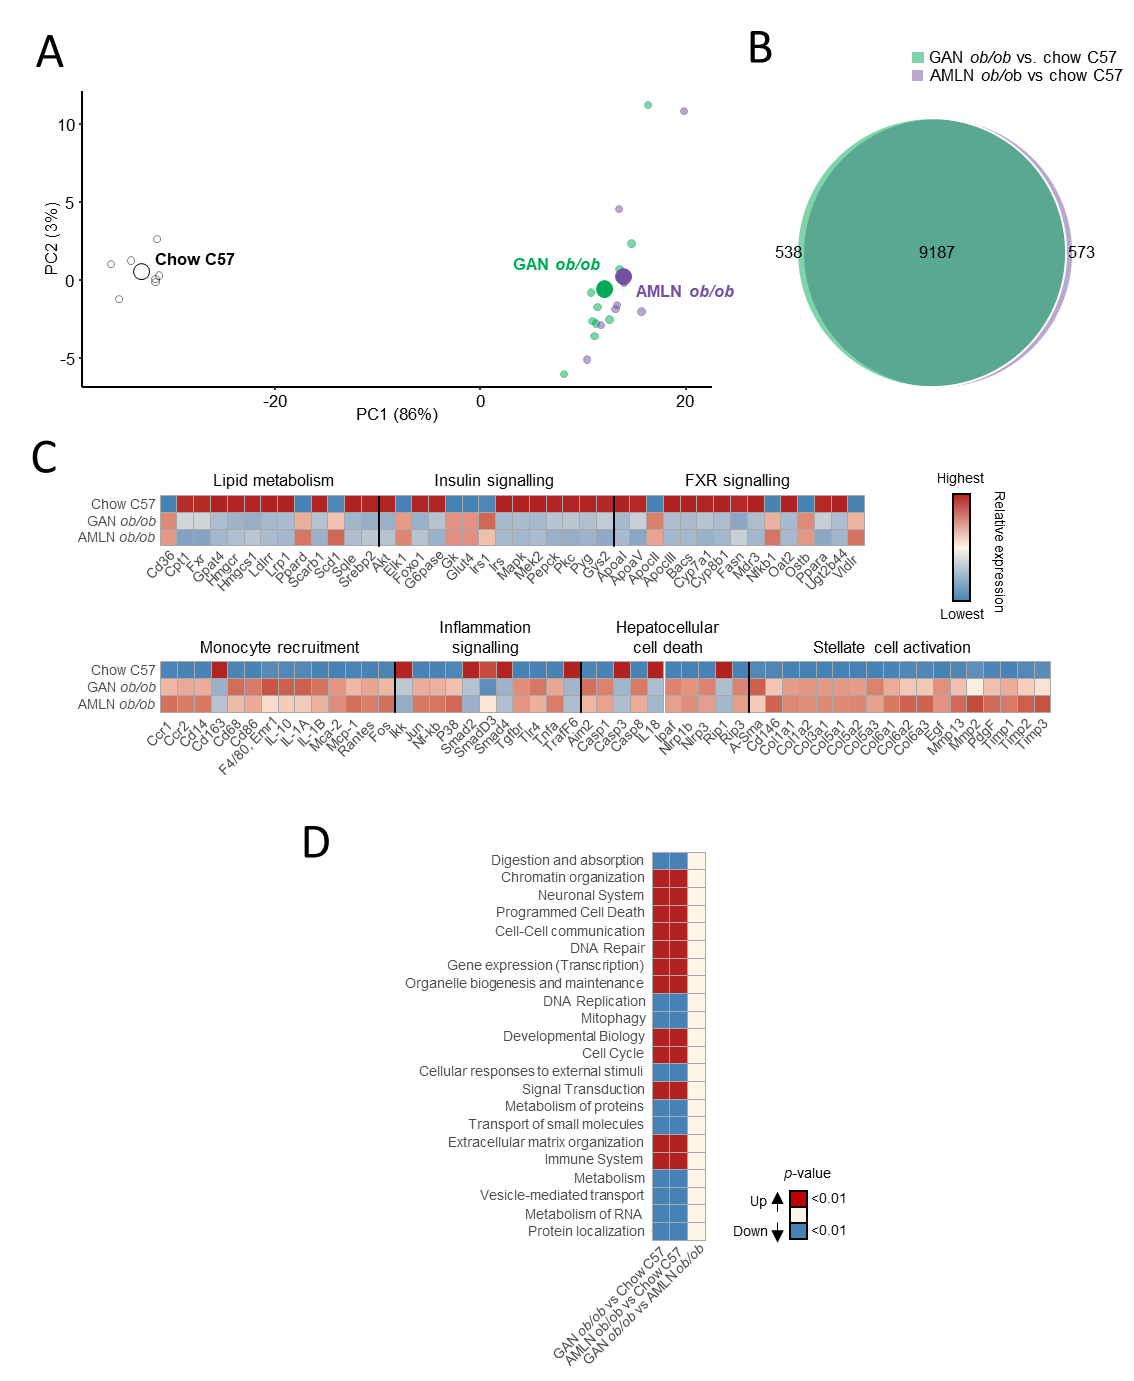 A
10
5
0
-5
PC2 (3%)
-20
0
20
PC1 (86%)
Chow C57
GAN ob/ob
AMLN ob/ob
B
GAN ob/ob vs. chow C57
AMLN ob/ob vs chow C57
538
9187
573
C
Lipid metabolism
Insulin signalling
FXR signalling
Chow C57
GAN ob/ob
AMLN ob/ob
Cd36
Cpt1
Fxr
Gpat4
Hmgcr
Hmgcs1
Ldlrr
Lrp1
Ppard
Scarb1
Scd1
Sqle
Srebp2
Akt
Elk1
Foxo1
G6pase
Gk
Glut4
Irs1
Irs
Mapk
Mek2
Pepck
Pkc
Pyg
Gys2
ApoaI
ApoaV
ApocII
ApocIII
Bacs
Cyp7a1
Cyp8b1
Fasn
Mdr3
Nfkb1
Oat2
Ostb
Ppara
Ugt2b44
Vldlr
Highest
Relative expression
Lowest
Monocyte recruitment
Inflammation
signalling
Hepatocellular
cell death
Stellate cell activation
Chow C57
GAN ob/ob
AMLN ob/ob
Ccr1
Ccr2
Cd14
Cd163
Cd68
Cd86
F4/80, Emr1
IL-10
IL-1A
IL-1B
Mca-2
Mcp-1
Rantes
Fos
Ikk
Jun
Nf-kb
P38
Smad2
SmadD3
Smad4
Tgfbr
Tlr4
Tnfa
TrafF6
Aim2
Casp1
Casp3
Casp8
IL18
Ipaf
Nlrp1b
Nlrp3
Rip1
Rip3
A-Sma
Cd146
Col1a1
Col1a2
Col3a1
Col5a1
Col5a2
Col5a3
Col6a1
Col6a2
Col6a3
Egf
Mmp13
Mmp2
PdgF
Timp1
Timp2
Timp3
D
Digestion and absorption
Chromatin organization
Neuronal System
Programmed Cell Death
Cell-Cell communication
DNA Repair
Gene expression (Transcription)
Organelle biogenesis and maintenance
DNA Replication
Mitophagy
Developmental Biology
Cell Cycle
Cellular responses to external stimuli
Signal Transduction
Metabolism of proteins
Transport of small molecules
Extracellular matrix organization
Immune System
Metabolism
Vesicle-mediated transport
Metabolism of RNA
Protein localization
GAN ob/ob vs Chow C57
AMLN ob/ob vs Chow C57
GAN ob/ob vs AMLN ob/ob
p-value
Up
<0.01
Down
<0.01